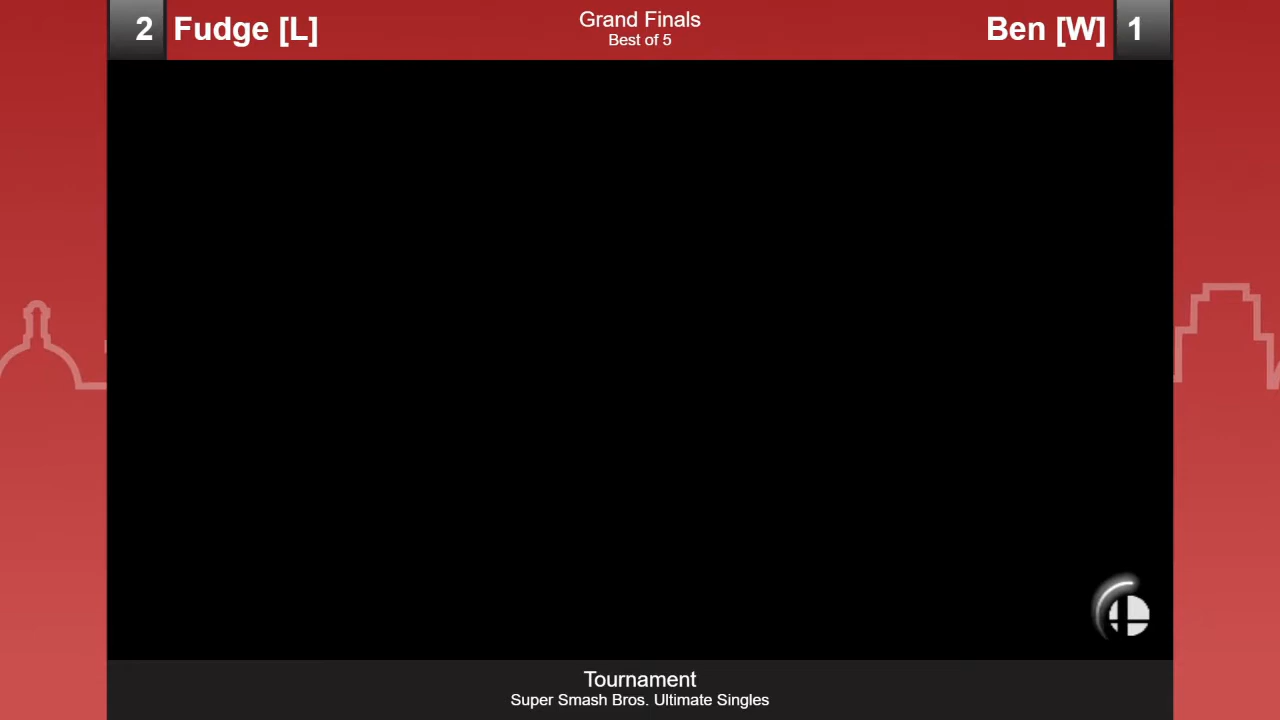 2 Fudge [L]
Grand Finals
Best of 5
Ben [W] 1
Tournament
Super Smash Bros. Ultimate Singles